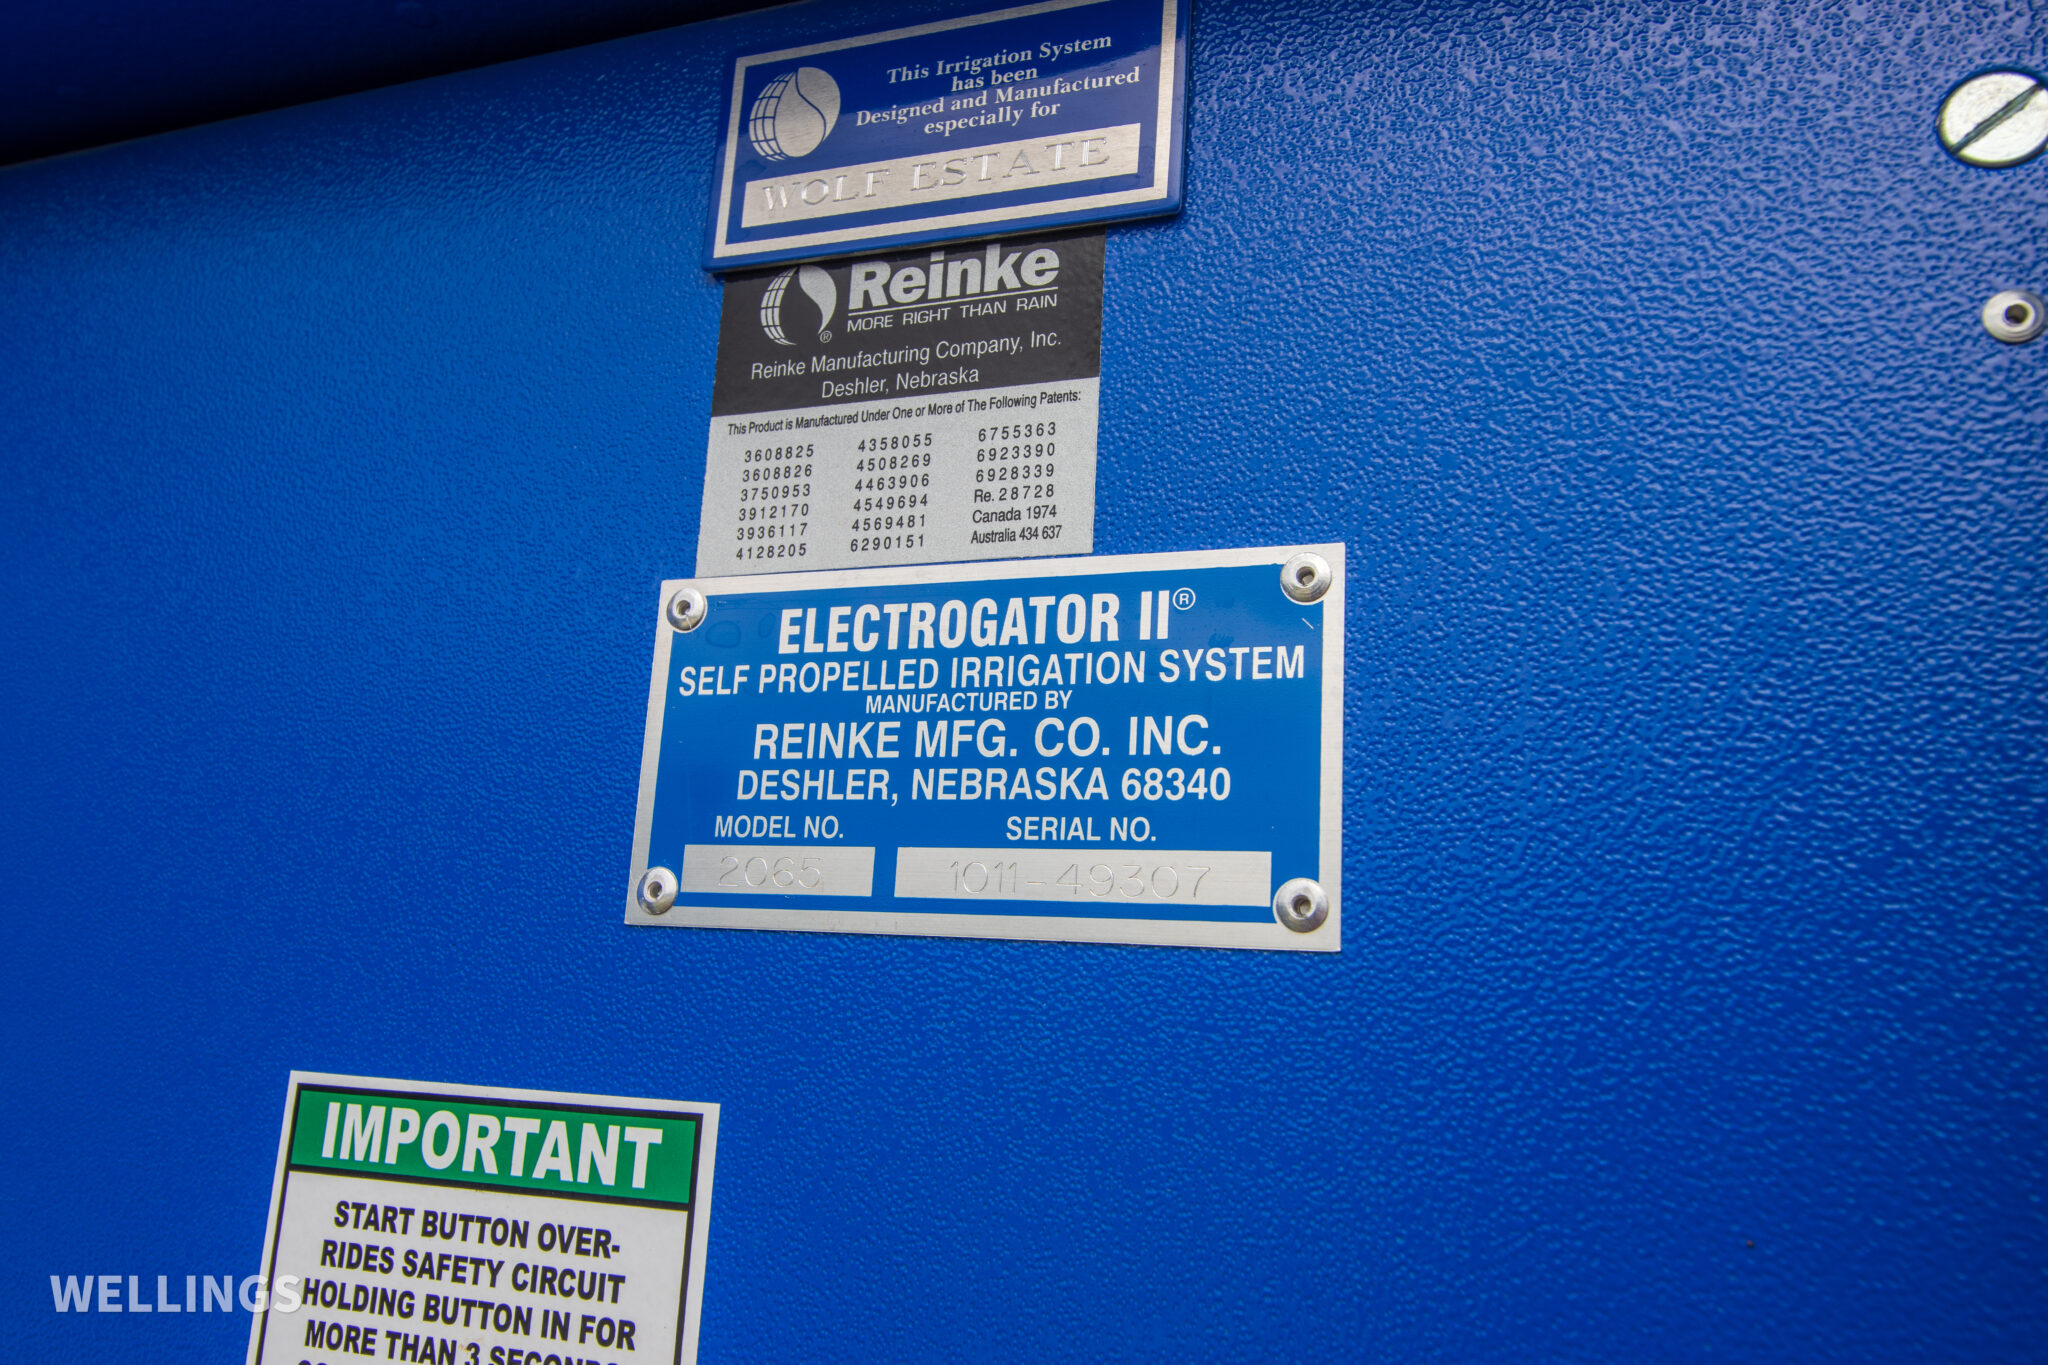 This Irrigation System
has been
Designed and Manufactured
especially for
WOLF ESTATE
Reinke
MORE RIGHT THAN RAIN
®
Reinke Manufacturing Company, Inc.
Deshler, Nebraska
This Product is Manufactured Under One or More of The Following Patents:
3608825 4358055 6755363
3608826 4508269 6923390
3750953 4463906 6928339
3912170 4549694 Re. 28728
3936117 4569481 Canada 1974
4128205 6290151 Australia 434 637
ELECTROGATOR II®
SELF PROPELLED IRRIGATION SYSTEM
MANUFACTURED BY
REINKE MFG. CO. INC.
DESHLER, NEBRASKA 68340
MODEL NO. SERIAL NO.
2065 1011-49307
IMPORTANT
START BUTTON OVER-
RIDES SAFETY CIRCUIT
HOLDING BUTTON IN FOR
MORE THAN 3 SECONDS
WELLINGS